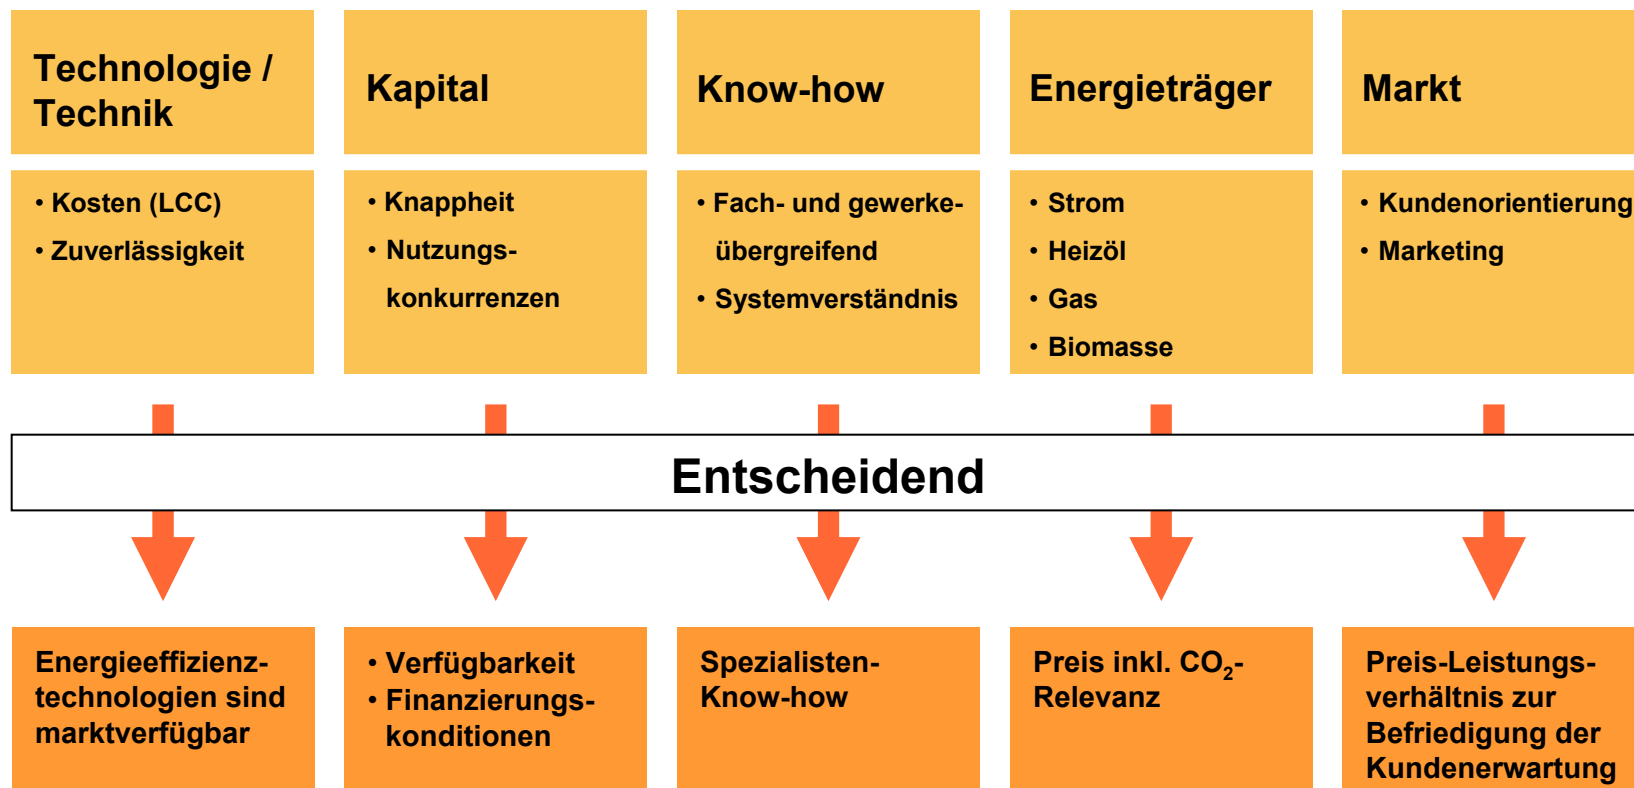 Technologie /
Technik
Kapital
Know-how
Energieträger
Markt
• Kosten (LCC)
• Zuverlässigkeit
• Knappheit
• Nutzungs-
konkurrenzen
• Fach- und gewerke-
übergreifend
• Systemverständnis
• Strom
• Heizöl
• Gas
• Biomasse
• Kundenorientierung
• Marketing
Entscheidend
Energieeffizienz-
technologien sind
marktverfügbar
• Verfügbarkeit
• Finanzierungs-
konditionen
Spezialisten-
Know-how
Preis inkl. CO₂-
Relevanz
Preis-Leistungs-
verhältnis zur
Befriedigung der
Kundenerwartung